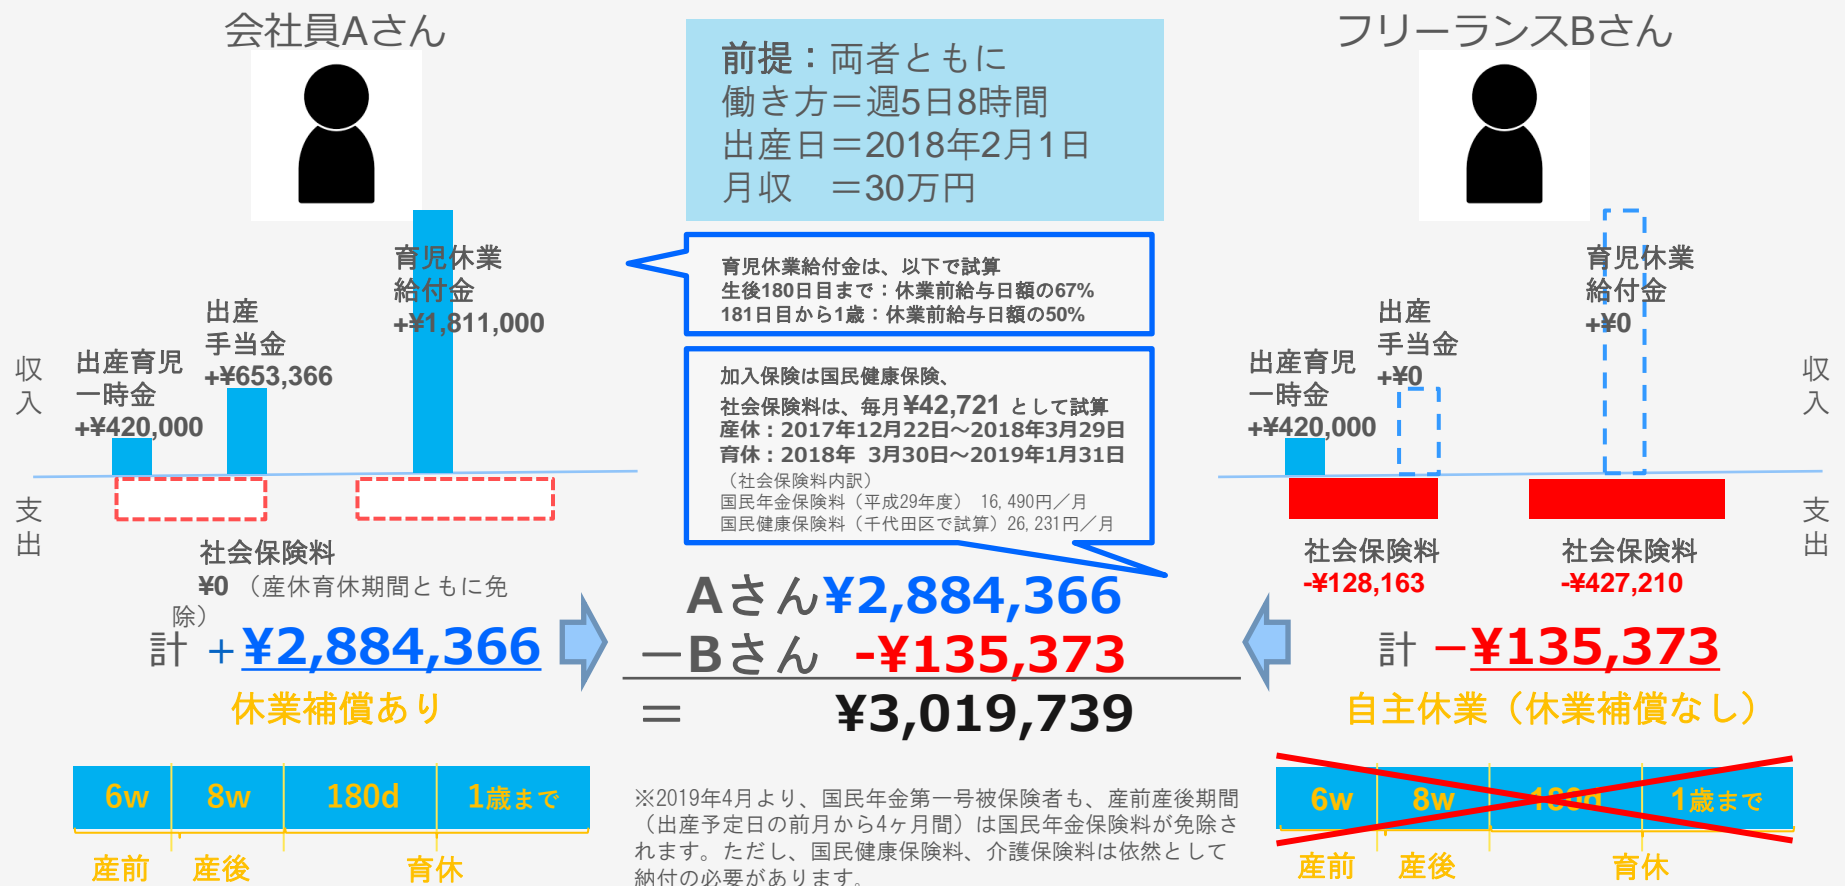 会社員Aさん
収入
出産育児
一時金
+¥420,000
出産
手当金
+¥653,366
育児休業
給付金
+¥1,811,000
支出
社会保険料
¥0 （産休育休期間ともに免
除）
計 +¥2,884,366
休業補償あり
6w 8w 180d 1歳まで
産前 産後 育休
前提：両者ともに
働き方＝週5日8時間
出産日＝2018年2月1日
月収　＝30万円
育児休業給付金は、以下で試算
生後180日目まで：休業前給与日額の67%
181日目から1歳：休業前給与日額の50%
加入保険は国民健康保険、
社会保険料は、毎月¥42,721 として試算
産休：2017年12月22日～2018年3月29日
育休：2018年 3月30日～2019年1月31日
（社会保険料内訳）
国民年金保険料（平成29年度） 16,490円／月
国民健康保険料（千代田区で試算）26,231円／月
Aさん¥2,884,366
－Bさん -¥135,373
＝ ¥3,019,739
※2019年4月より、国民年金第一号被保険者も、産前産後期間
（出産予定日の前月から4ヶ月間）は国民年金保険料が免除さ
れます。ただし、国民健康保険料、介護保険料は依然として
納付の必要があります。
フリーランスBさん
収入
出産育児
一時金
+¥420,000
出産
手当金
+¥0
育児休業
給付金
+¥0
支出
社会保険料
-¥128,163
社会保険料
-¥427,210
計 －¥135,373
自主休業（休業補償なし）
6w 8w 180d 1歳まで
産前 産後 育休